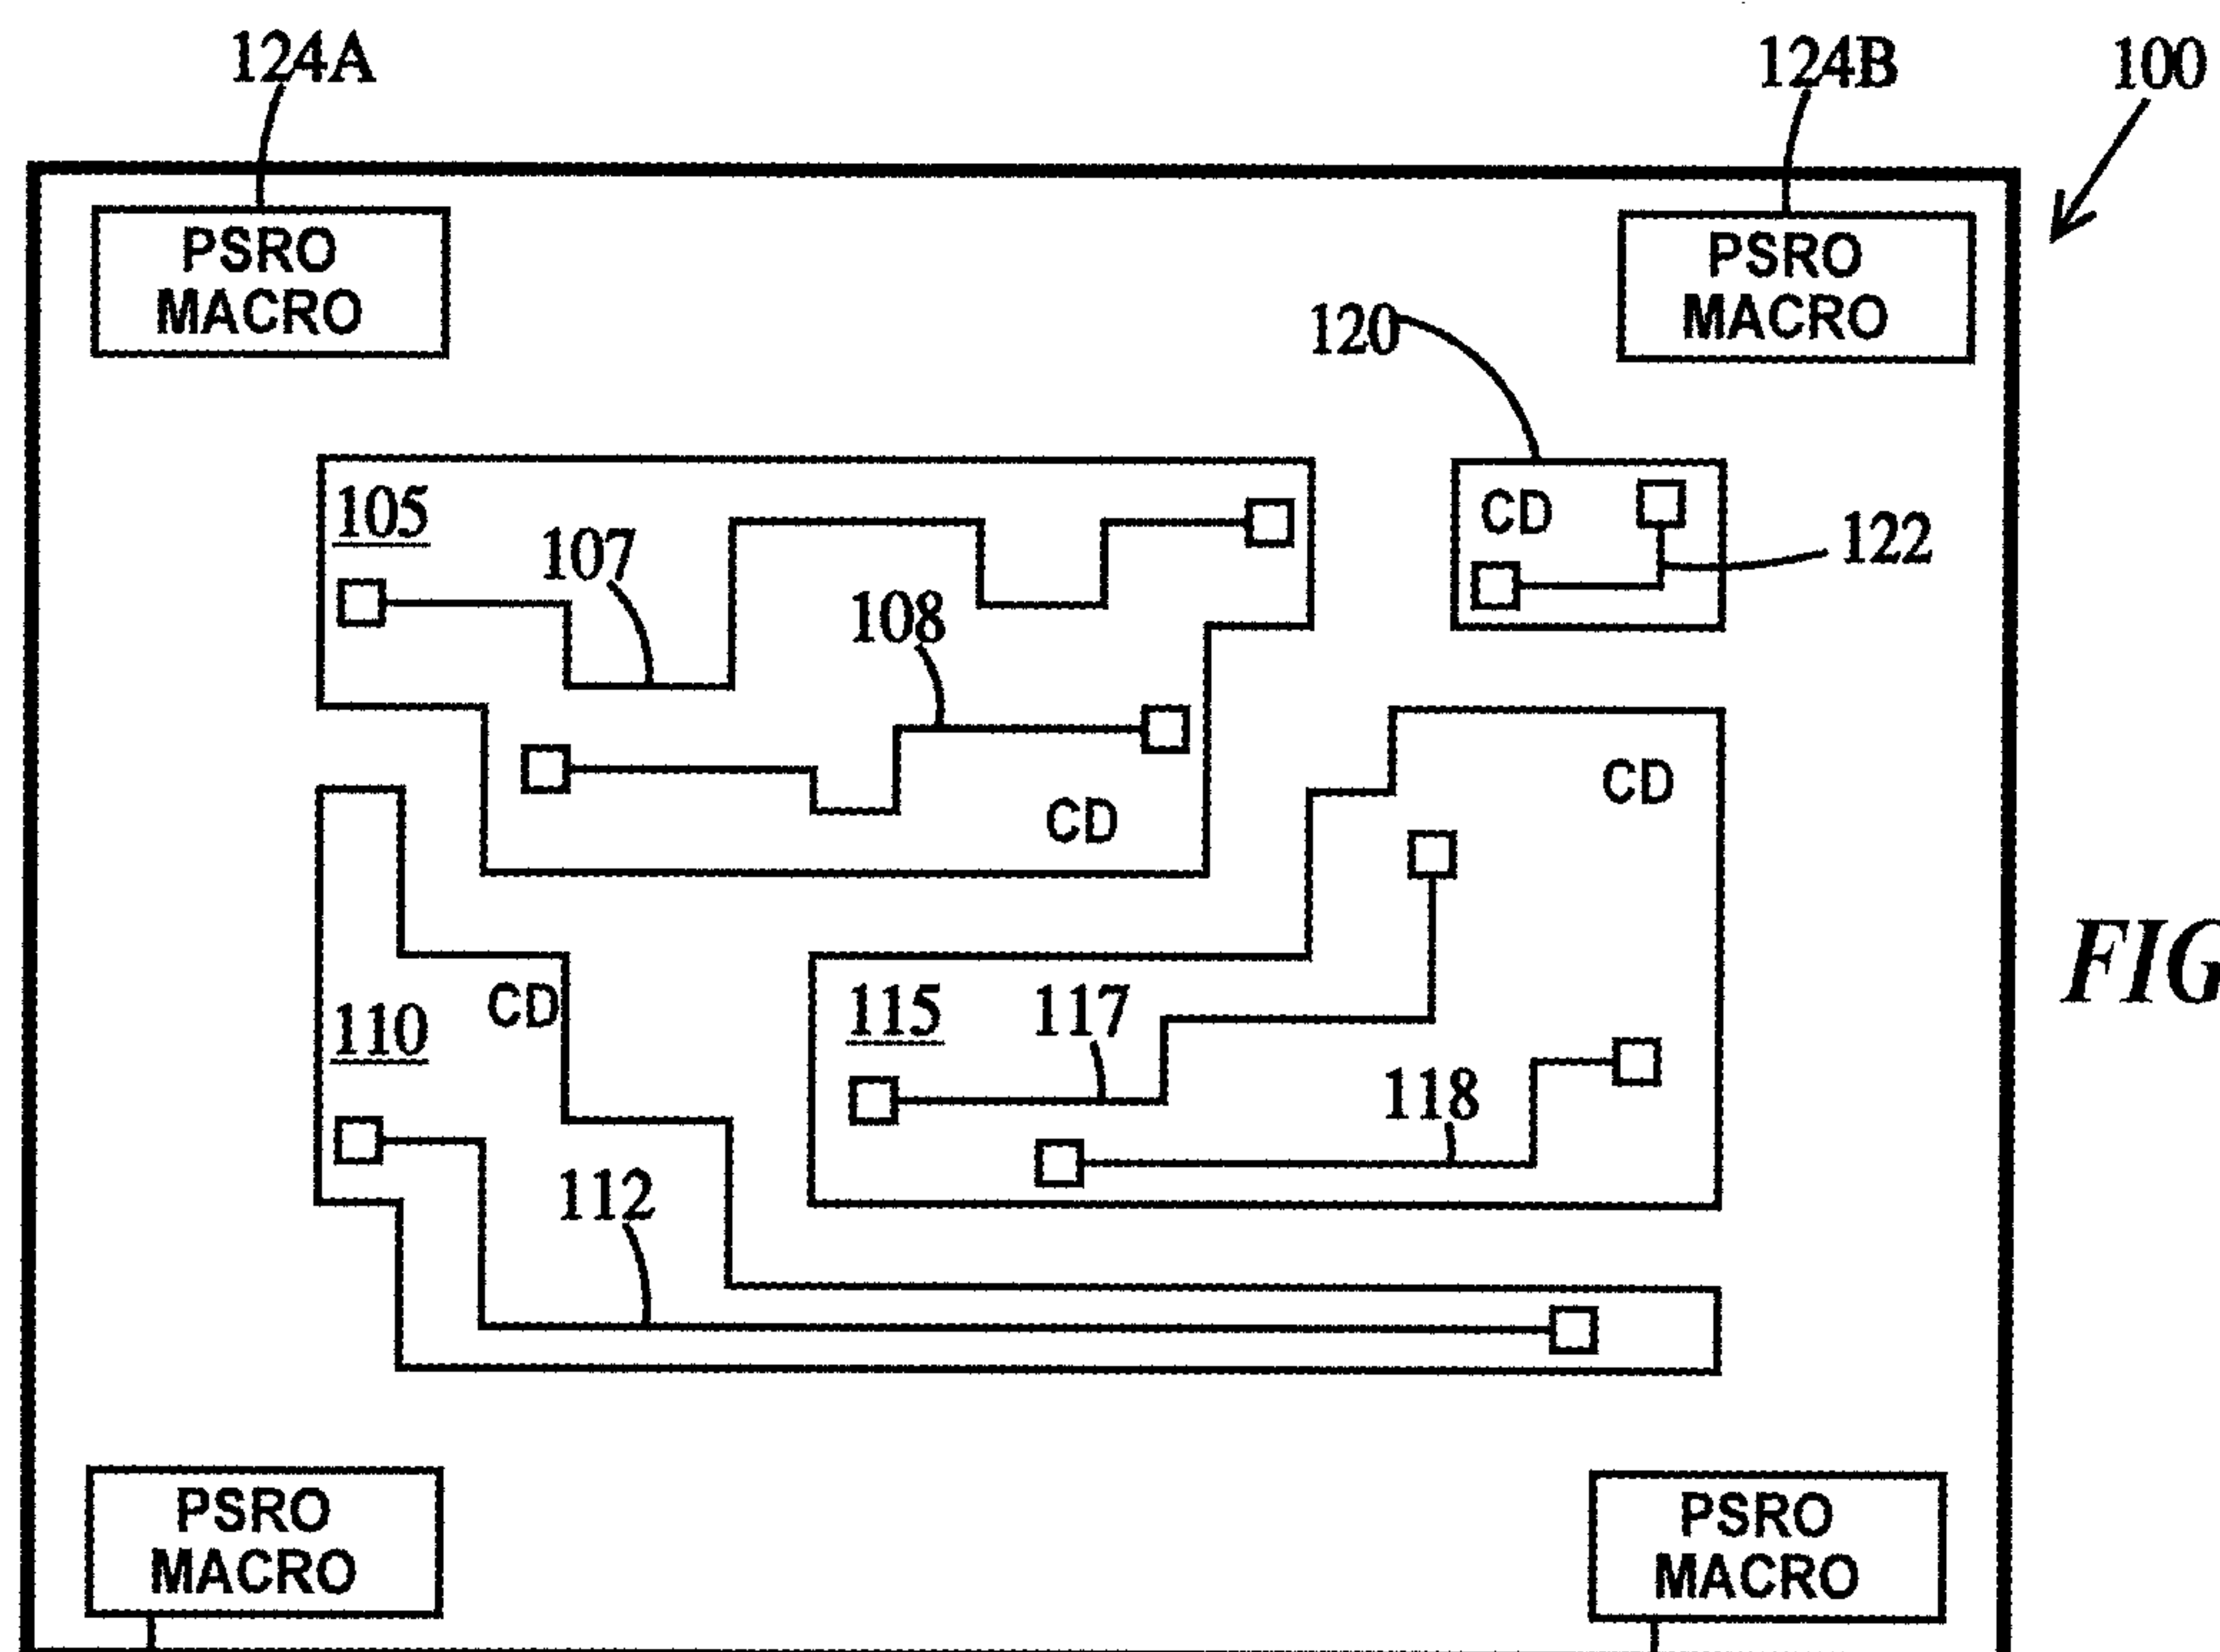 124A
124B
100
PSRO
MACRO
PSRO
MACRO
120
105
107
108
CD
122
CD
CD
110
CD
115
117
118
112
FIG
PSRO
MACRO
PSRO
MACRO